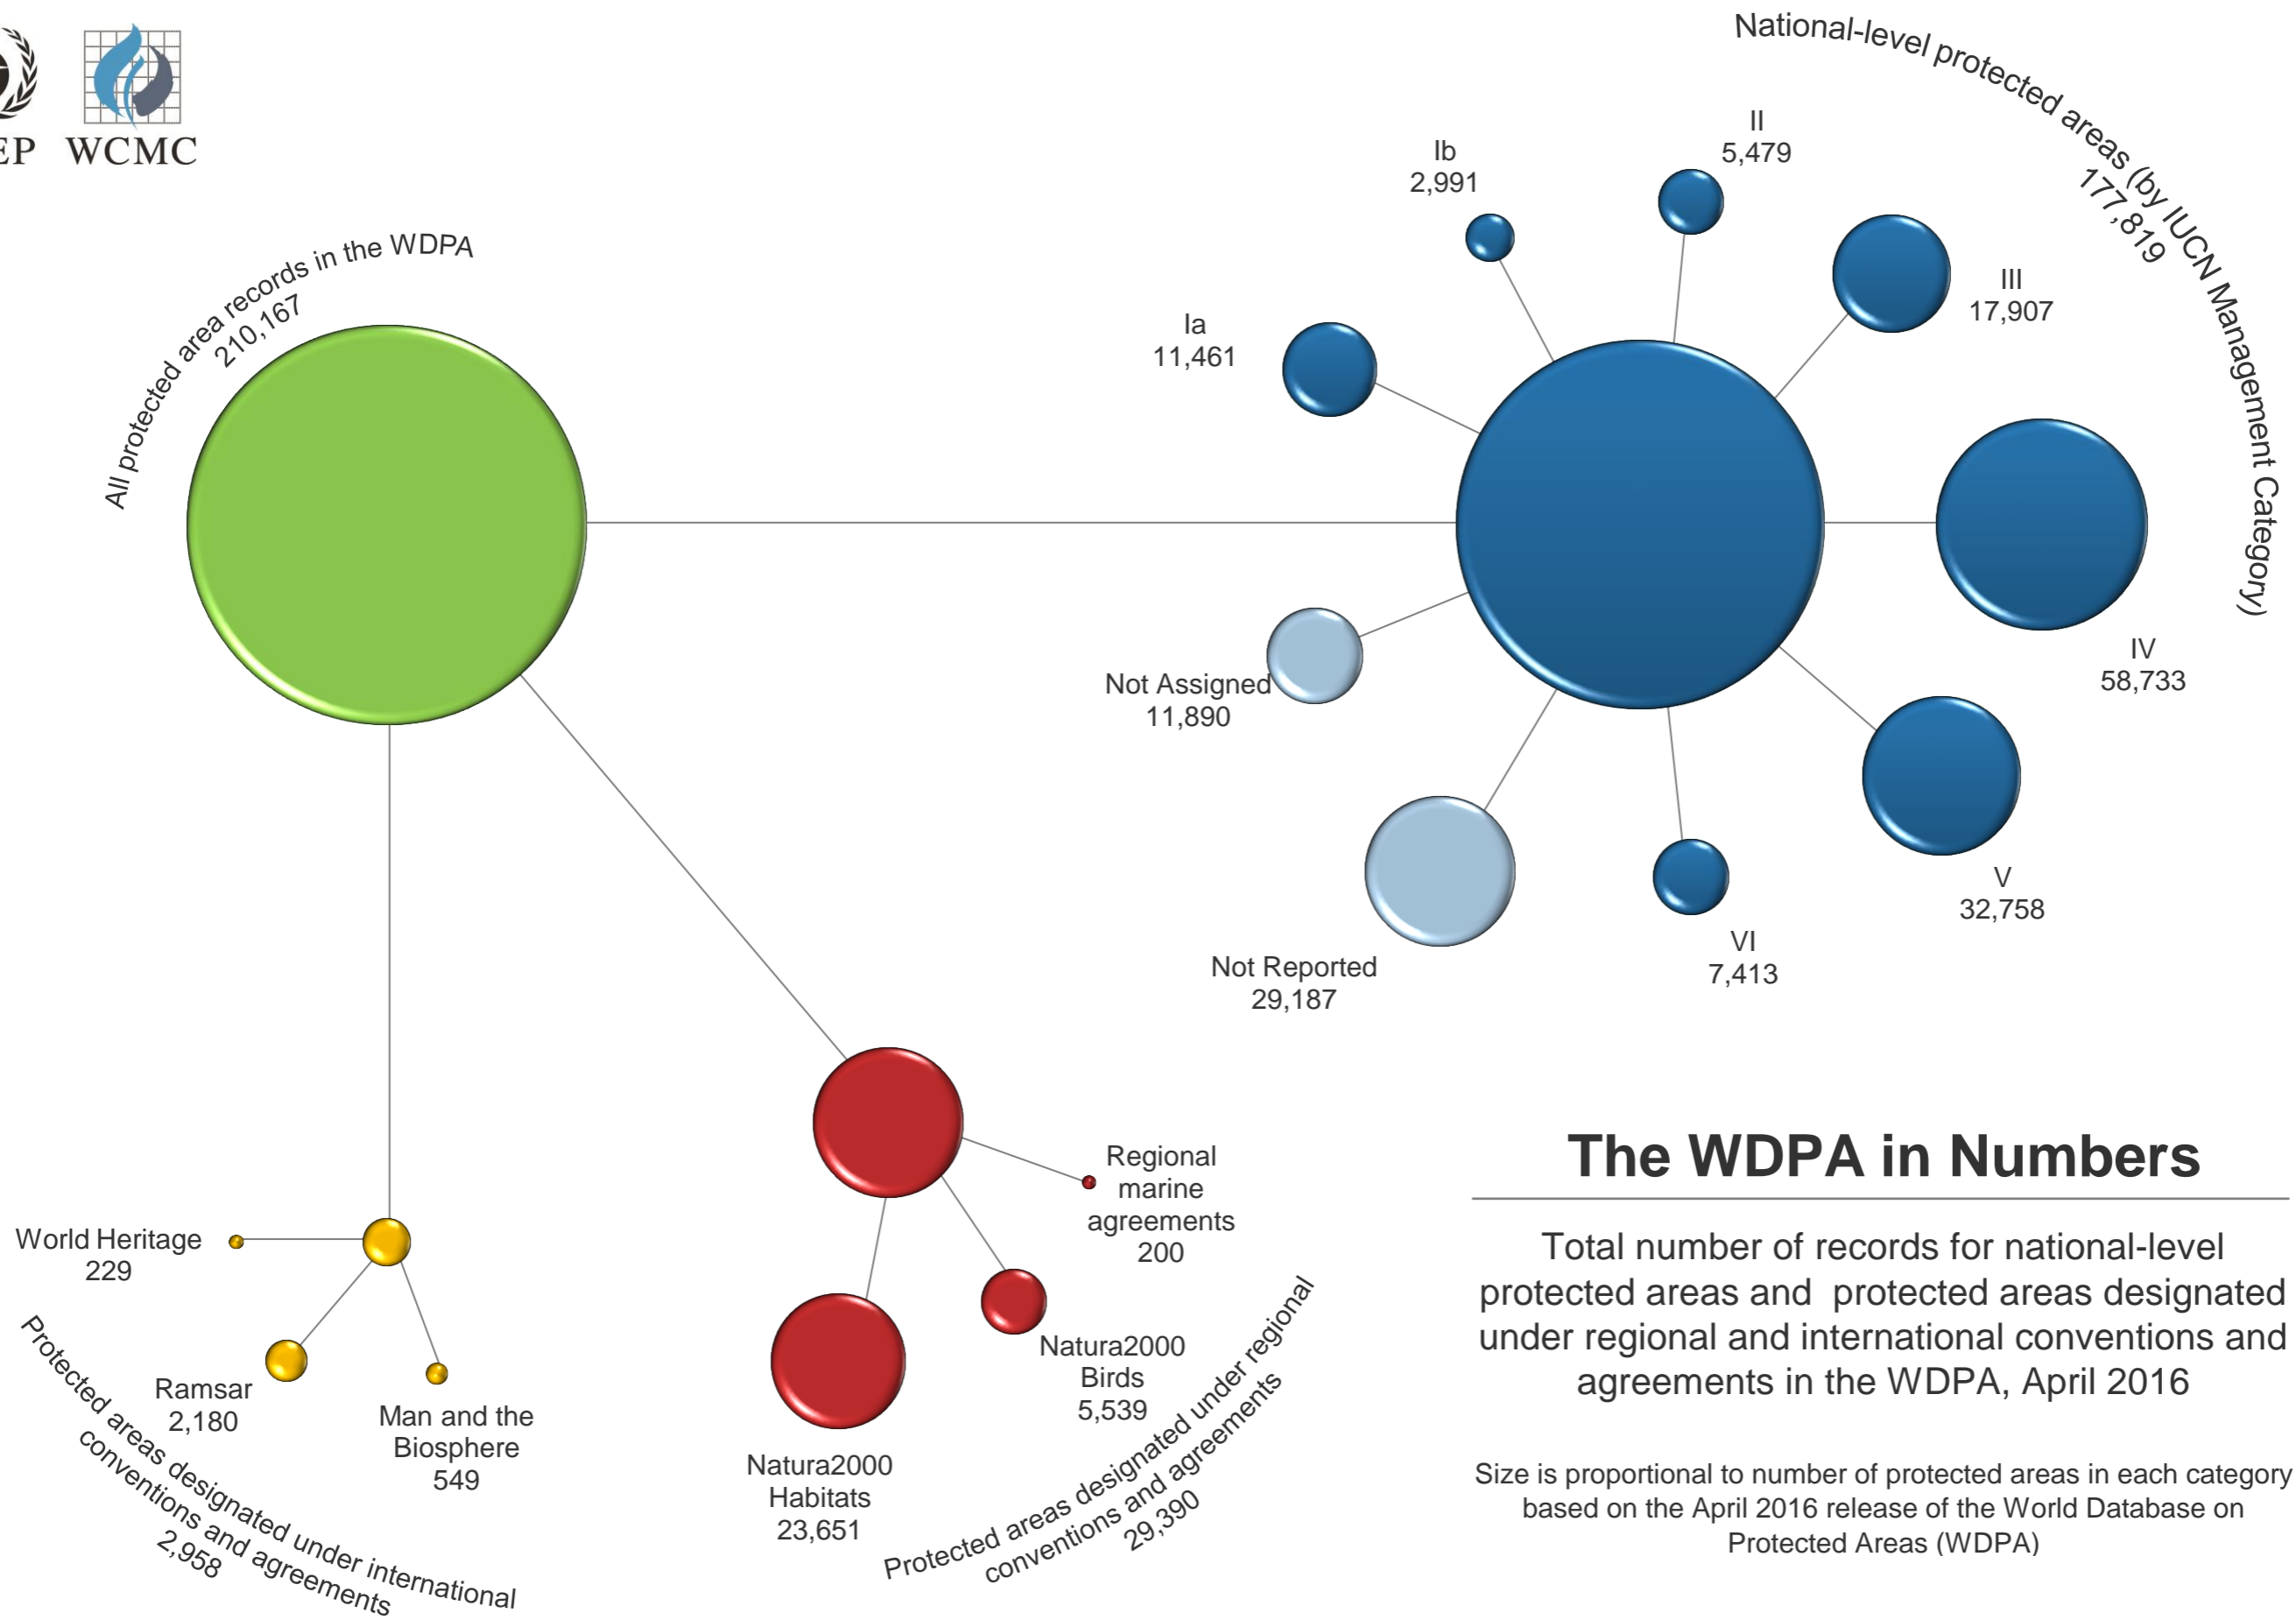 EP
WCMC
All protected area records in the WDPA
210,167
National-level protected areas (by IUCN Management Category)
177,819
Ia
11,461
Ib
2,991
II
5,479
III
17,907
IV
58,733
V
32,758
VI
7,413
Not Reported
29,187
Not Assigned
11,890
World Heritage
229
Ramsar
2,180
Man and the
Biosphere
549
Protected areas designated under international
conventions and agreements
2,958
Regional
marine
agreements
200
Natura2000
Birds
5,539
Natura2000
Habitats
23,651
Protected areas designated under regional
conventions and agreements
29,390
The WDPA in Numbers
Total number of records for national-level
protected areas and  protected areas designated
under regional and international conventions and
agreements in the WDPA, April 2016
Size is proportional to number of protected areas in each category
based on the April 2016 release of the World Database on
Protected Areas (WDPA)